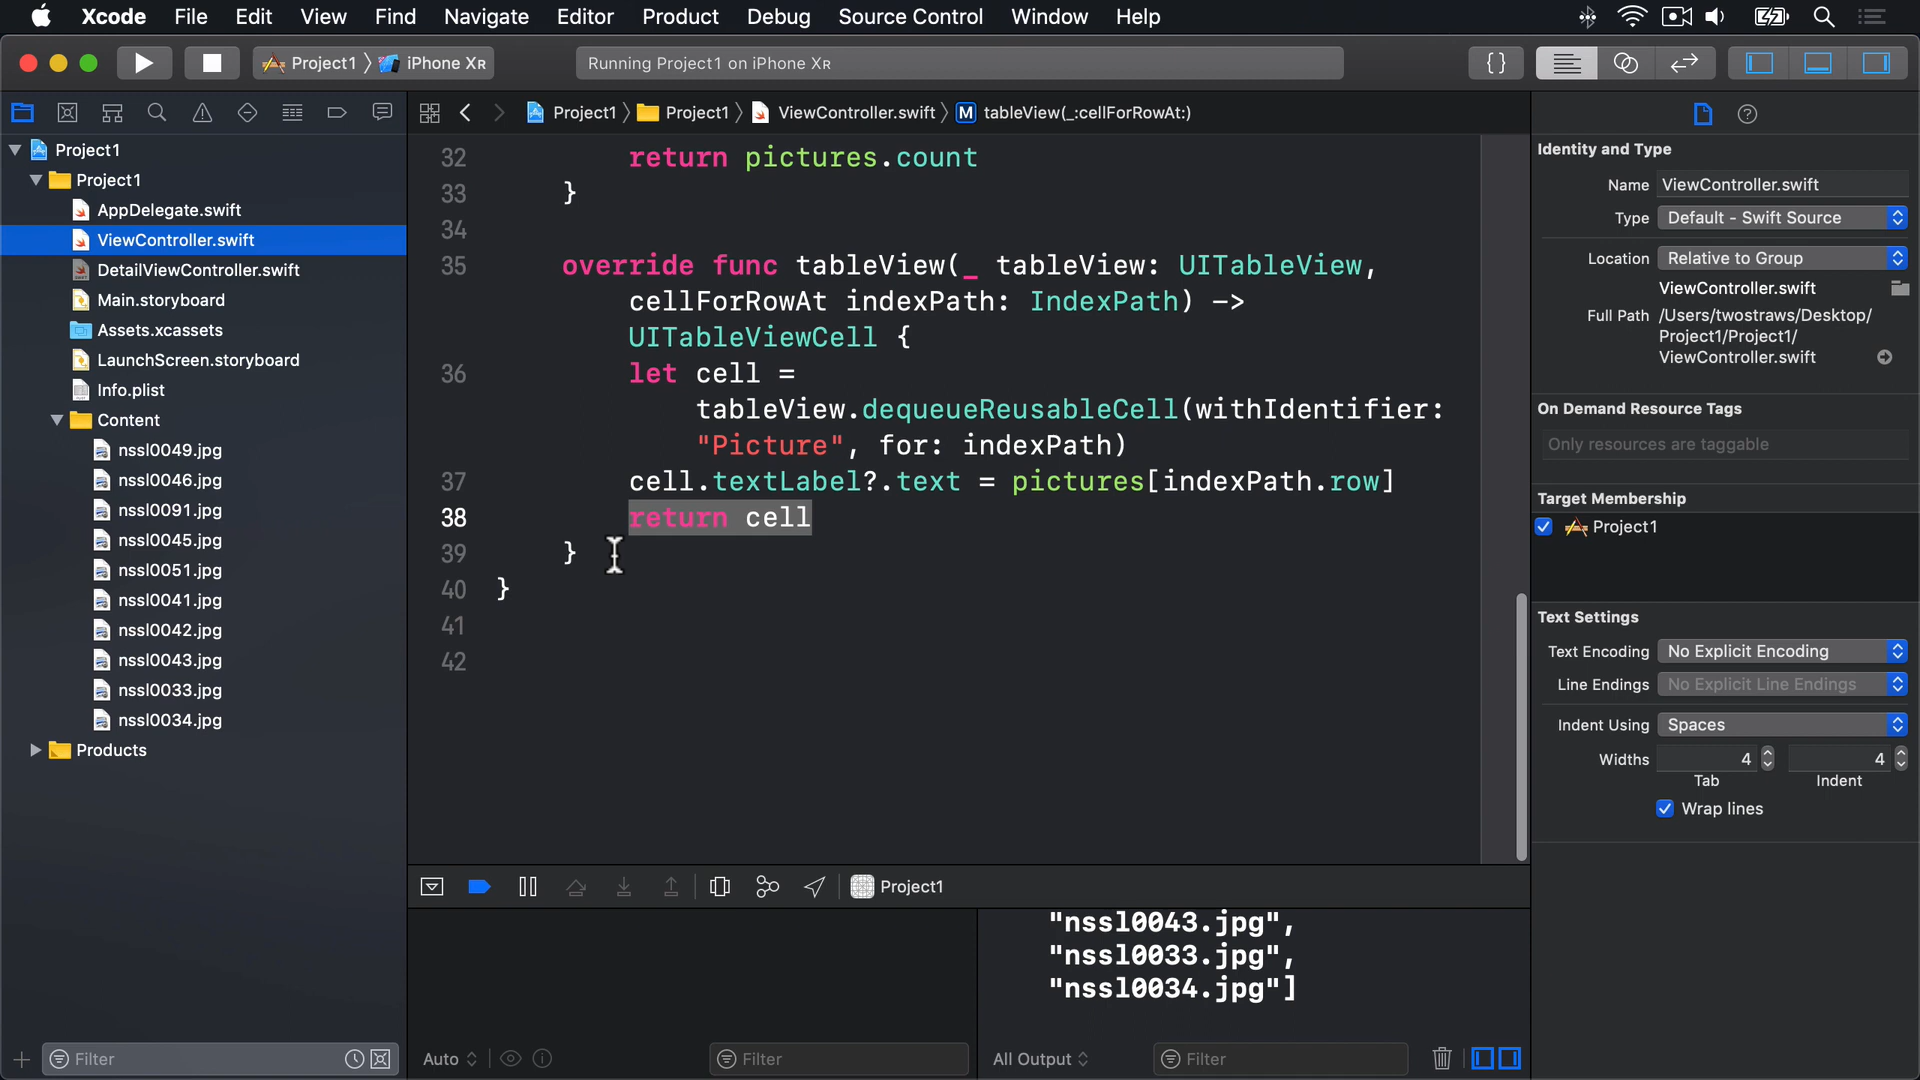 Xcode File Edit View Find Navigate Editor Product Debug Source Control Window Help
Project1 iPhone XR
Running Project1 on iPhone XR
{}
Project1 Project1 ViewController.swift M tableView(_:cellForRowAt:)
Project1
Project1
AppDelegate.swift
ViewController.swift
DetailViewController.swift
Main.storyboard
Assets.xcassets
LaunchScreen.storyboard
Info.plist
Content
nssl0049.jpg
nssl0046.jpg
nssl0091.jpg
nssl0045.jpg
nssl0051.jpg
nssl0041.jpg
nssl0042.jpg
nssl0043.jpg
nssl0033.jpg
nssl0034.jpg
Products
Filter
32 return pictures.count
33 }
34
35 override func tableView(_ tableView: UITableView,
cellForRowAt indexPath: IndexPath) ->
UITableViewCell {
36 let cell =
tableView.dequeueReusableCell(withIdentifier:
"Picture", for: indexPath)
37 cell.textLabel?.text = pictures[indexPath.row]
38 return cell
39 }
40 }
41
42
Project1
"nssl0043.jpg",
"nssl0033.jpg",
"nssl0034.jpg"]
Auto Filter All Output Filter
Identity and Type
Name ViewController.swift
Type Default - Swift Source
Location Relative to Group
ViewController.swift
Full Path /Users/twostraws/Desktop/
Project1/Project1/
ViewController.swift
On Demand Resource Tags
Only resources are taggable
Target Membership
Project1
Text Settings
Text Encoding No Explicit Encoding
Line Endings No Explicit Line Endings
Indent Using Spaces
Widths 4 4
Tab Indent
Wrap lines